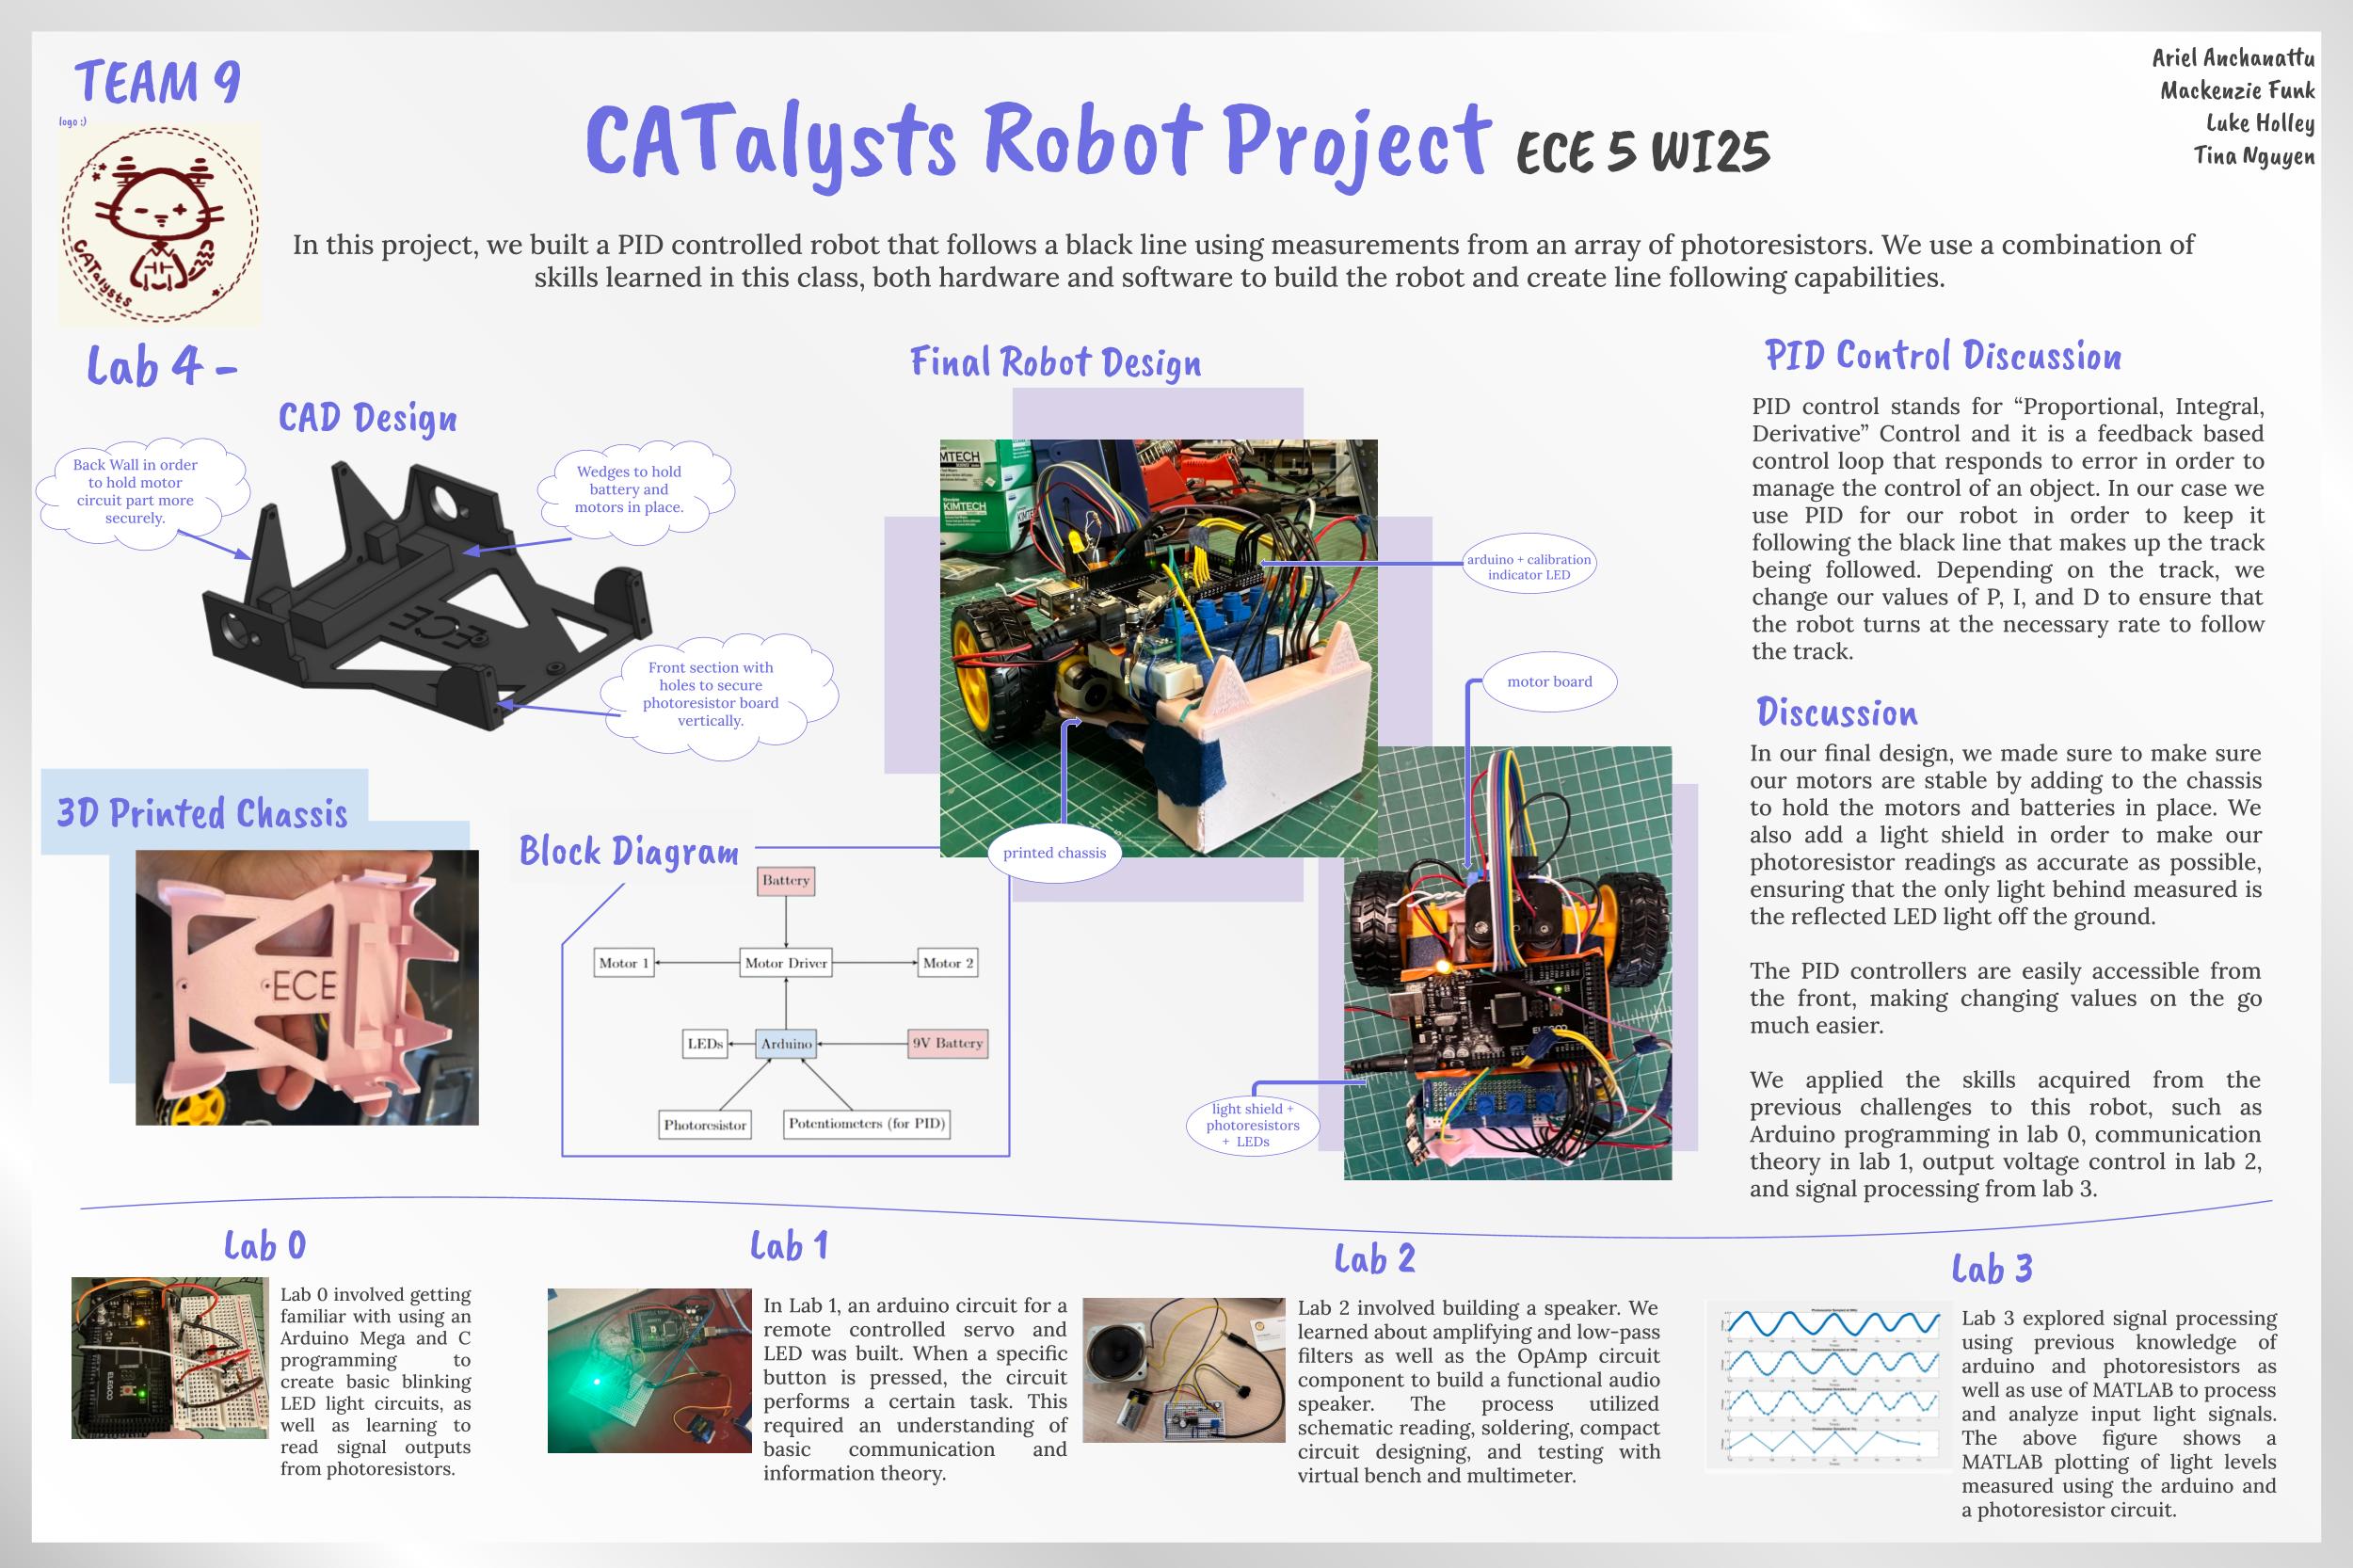 TEAM 9
logo :)
CATalysts
CATalysts Robot Project ECE 5 WI25
Ariel Anchanattu
Mackenzie Funk
Luke Holley
Tina Nguyen
In this project, we built a PID controlled robot that follows a black line using measurements from an array of photoresistors. We use a combination of
skills learned in this class, both hardware and software to build the robot and create line following capabilities.
Lab 4 -
CAD Design
Back Wall in order
to hold motor
circuit part more
securely.
Wedges to hold
battery and
motors in place.
Front section with
holes to secure
photoresistor board
vertically.
ECE
3D Printed Chassis
ECE
Block Diagram
Battery
Motor 1
Motor Driver
Motor 2
LEDs
Arduino
9V Battery
Photoresistor
Potentiometers (for PID)
Final Robot Design
KIMTECH
KIMTECH
arduino + calibration
indicator LED
motor board
printed chassis
light shield +
photoresistors
+ LEDs
PID Control Discussion
PID control stands for “Proportional, Integral,
Derivative” Control and it is a feedback based
control loop that responds to error in order to
manage the control of an object. In our case we
use PID for our robot in order to keep it
following the black line that makes up the track
being followed. Depending on the track, we
change our values of P, I, and D to ensure that
the robot turns at the necessary rate to follow
the track.
Discussion
In our final design, we made sure to make sure
our motors are stable by adding to the chassis
to hold the motors and batteries in place. We
also add a light shield in order to make our
photoresistor readings as accurate as possible,
ensuring that the only light behind measured is
the reflected LED light off the ground.
The PID controllers are easily accessible from
the front, making changing values on the go
much easier.
We applied the skills acquired from the
previous challenges to this robot, such as
Arduino programming in lab 0, communication
theory in lab 1, output voltage control in lab 2,
and signal processing from lab 3.
Lab 0
Lab 0 involved getting
familiar with using an
Arduino Mega and C
programming to
create basic blinking
LED light circuits, as
well as learning to
read signal outputs
from photoresistors.
Lab 1
In Lab 1, an arduino circuit for a
remote controlled servo and
LED was built. When a specific
button is pressed, the circuit
performs a certain task. This
required an understanding of
basic communication and
information theory.
Lab 2
Lab 2 involved building a speaker. We
learned about amplifying and low-pass
filters as well as the OpAmp circuit
component to build a functional audio
speaker. The process utilized
schematic reading, soldering, compact
circuit designing, and testing with
virtual bench and multimeter.
Lab 3
Lab 3 explored signal processing
using previous knowledge of
arduino and photoresistors as
well as use of MATLAB to process
and analyze input light signals.
The above figure shows a
MATLAB plotting of light levels
measured using the arduino and
a photoresistor circuit.